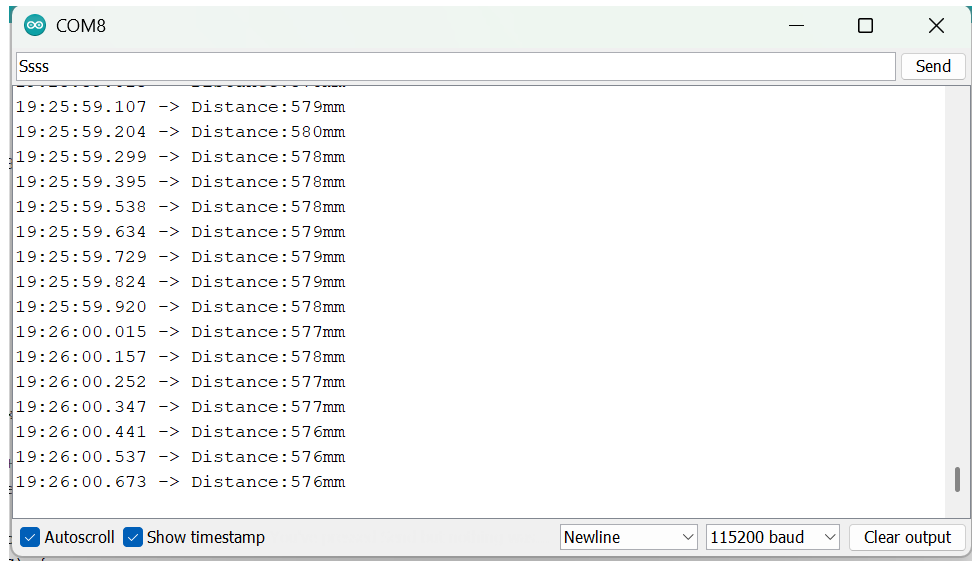 COM8
Ssss
Send
19:25:59.107 -> Distance:579mm
19:25:59.204 -> Distance:580mm
19:25:59.299 -> Distance:578mm
19:25:59.395 -> Distance:578mm
19:25:59.538 -> Distance:578mm
19:25:59.634 -> Distance:579mm
19:25:59.729 -> Distance:579mm
19:25:59.824 -> Distance:579mm
19:25:59.920 -> Distance:578mm
19:26:00.015 -> Distance:577mm
19:26:00.157 -> Distance:578mm
19:26:00.252 -> Distance:577mm
19:26:00.347 -> Distance:577mm
19:26:00.441 -> Distance:576mm
19:26:00.537 -> Distance:576mm
19:26:00.673 -> Distance:576mm
Autoscroll Show timestamp Newline 115200 baud Clear output